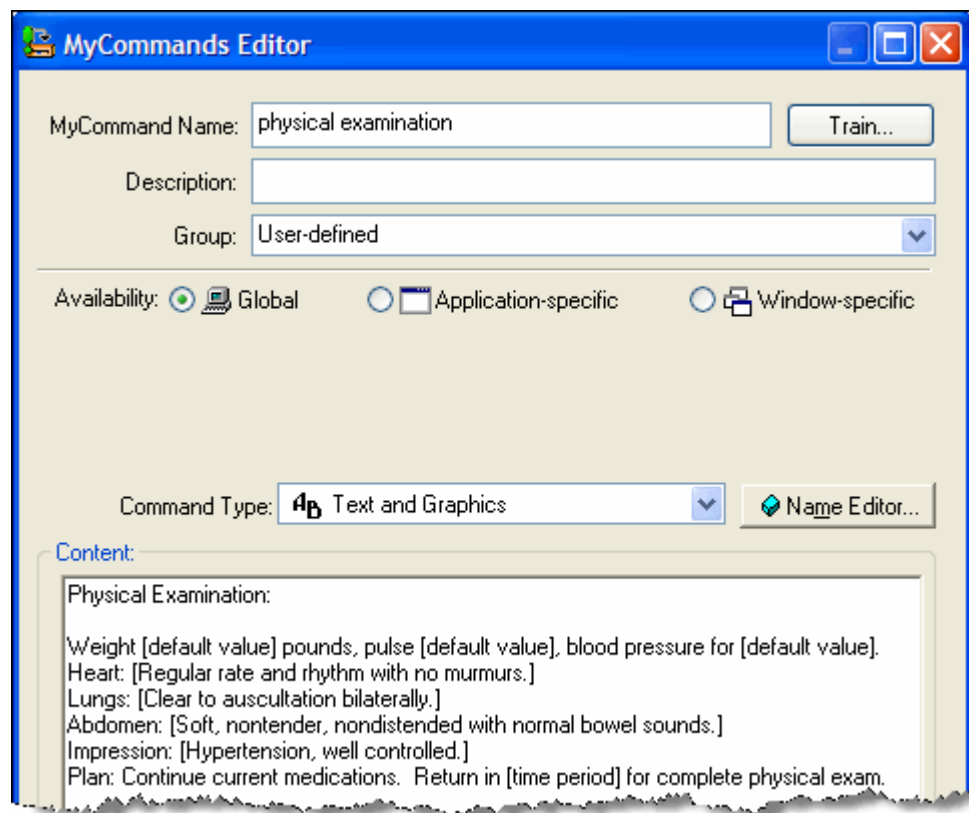 MyCommands Editor
MyCommand Name: physical examination Train...
Description:
Group: User-defined
Availability: Global Application-specific Window-specific
Command Type: AB Text and Graphics Name Editor...
Content:
Physical Examination:
Weight [default value] pounds, pulse [default value], blood pressure for [default value].
Heart: [Regular rate and rhythm with no murmurs.]
Lungs: [Clear to auscultation bilaterally.]
Abdomen: [Soft, nontender, nondistended with normal bowel sounds.]
Impression: [Hypertension, well controlled.]
Plan: Continue current medications.  Return in [time period] for complete physical exam.